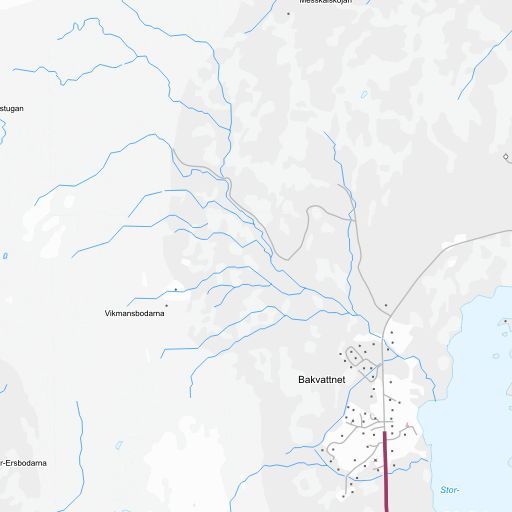 Messkalskojan
stugan
Vikmansbodarna
Bakvattnet
r-Ersbodarna
Stor-